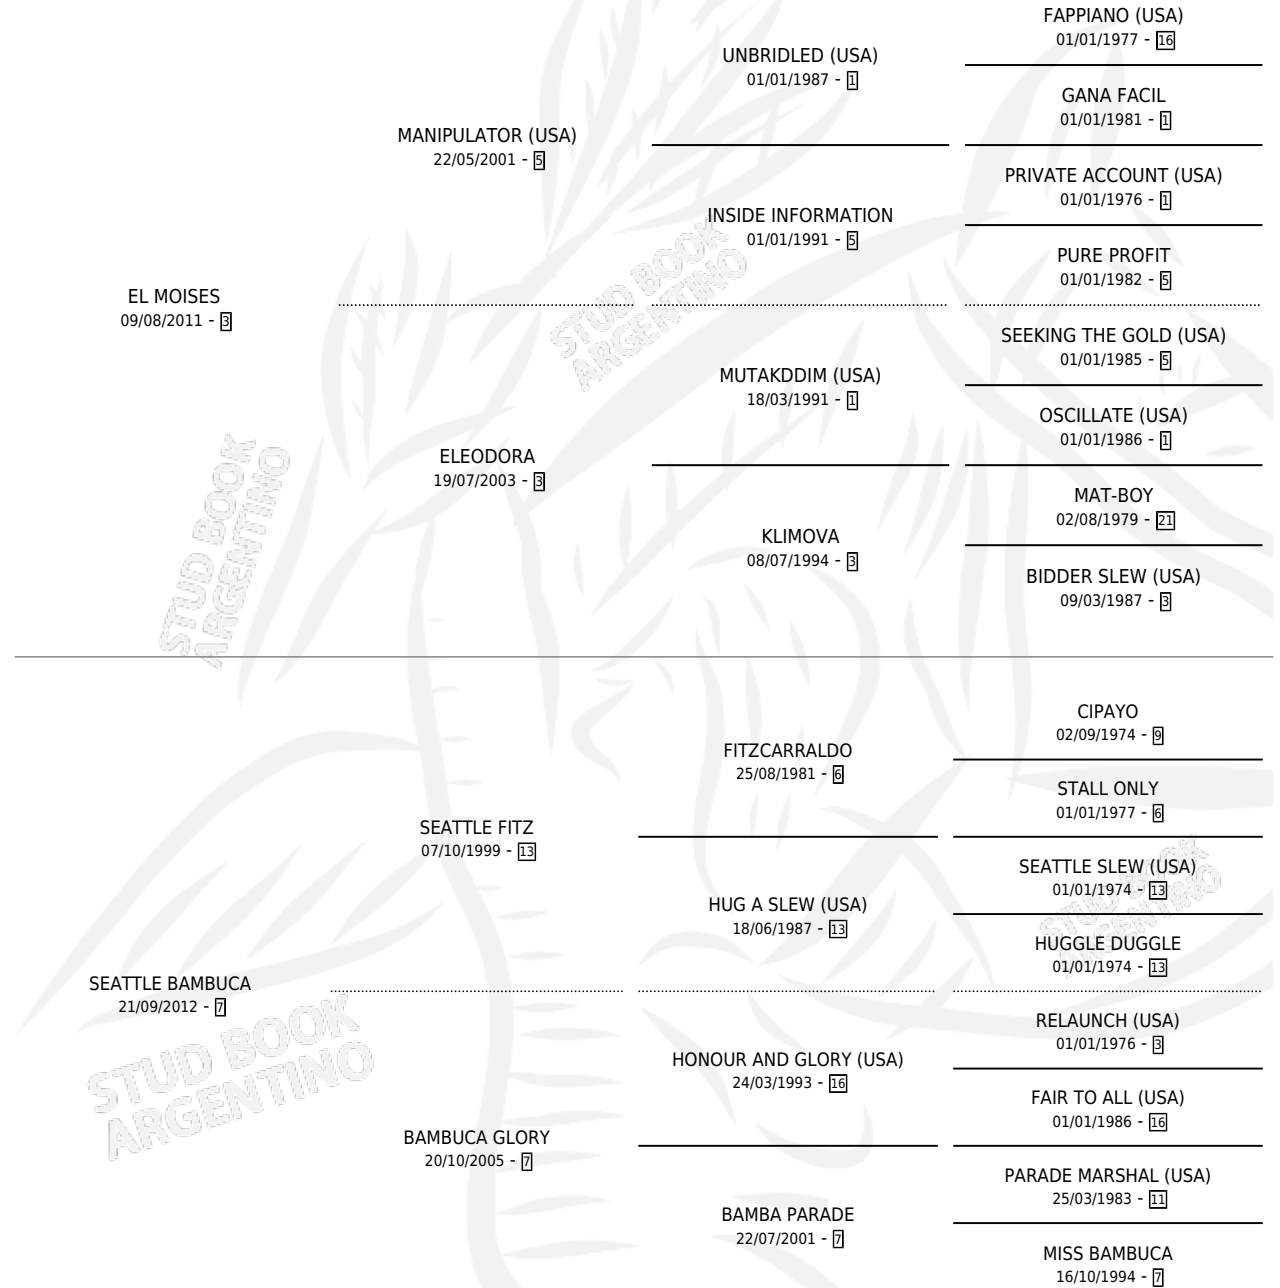 FAPPIANO (USA)
01/01/1977 - 16
UNBRIDLED (USA)
01/01/1987 - 1
GANA FACIL
01/01/1981 - 1
MANIPULATOR (USA)
22/05/2001 - 5
PRIVATE ACCOUNT (USA)
01/01/1976 - 1
INSIDE INFORMATION
01/01/1991 - 5
PURE PROFIT
01/01/1982 - 5
EL MOISES
09/08/2011 - 3
STUD BOOK
ARGENTINO
SEEKING THE GOLD (USA)
01/01/1985 - 5
MUTAKDDIM (USA)
18/03/1991 - 1
OSCILLATE (USA)
01/01/1986 - 1
ELEODORA
19/07/2003 - 3
MAT-BOY
02/08/1979 - 21
KLIMOVA
08/07/1994 - 3
BIDDER SLEW (USA)
09/03/1987 - 3
STUD BOOK
ARGENTINO
CIPAYO
02/09/1974 - 9
FITZCARRALDO
25/08/1981 - 6
STALL ONLY
01/01/1977 - 6
SEATTLE FITZ
07/10/1999 - 13
SEATTLE SLEW (USA)
01/01/1974 - 13
HUG A SLEW (USA)
18/06/1987 - 13
STUD BOOK
ARGENTINO
HUGGLE DUGGLE
01/01/1974 - 13
SEATTLE BAMBUCA
21/09/2012 - 7
RELAUNCH (USA)
01/01/1976 - 3
HONOUR AND GLORY (USA)
24/03/1993 - 16
STUD BOOK
ARGENTINO
FAIR TO ALL (USA)
01/01/1986 - 16
BAMBUCA GLORY
20/10/2005 - 7
PARADE MARSHAL (USA)
25/03/1983 - 11
BAMBA PARADE
22/07/2001 - 7
MISS BAMBUCA
16/10/1994 - 7